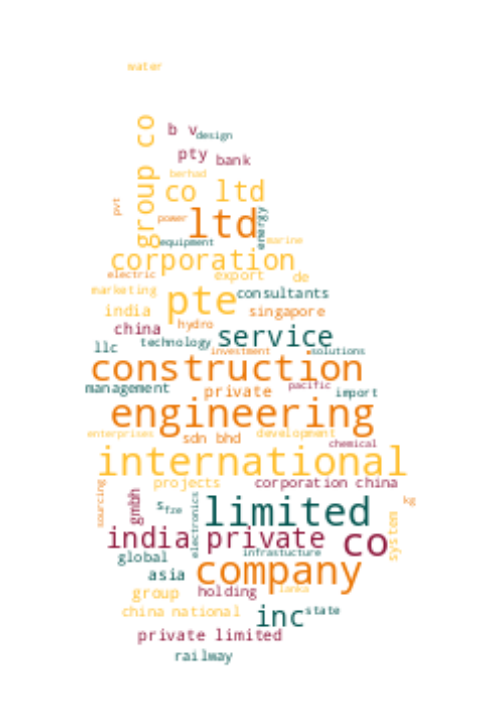 water
group co
b v
design
pty
bank
berhad
co ltd
pvt
power
ltd
energy
equipment
marine
corporation
electric
export
de
marketing
pte
consultants
india
singapore
china
hydro
technology
service
llc
investment
solutions
construction
management
private
pacific
import
engineering
enterprises
sdn bhd
development
chemical
international
projects
corporation china
sourcing
gmbh
s
fze
electronics
limited
kg
system
india
private
co
global
infrastucture
asia
company
group
holding
lanka
china national
inc
state
private limited
railway